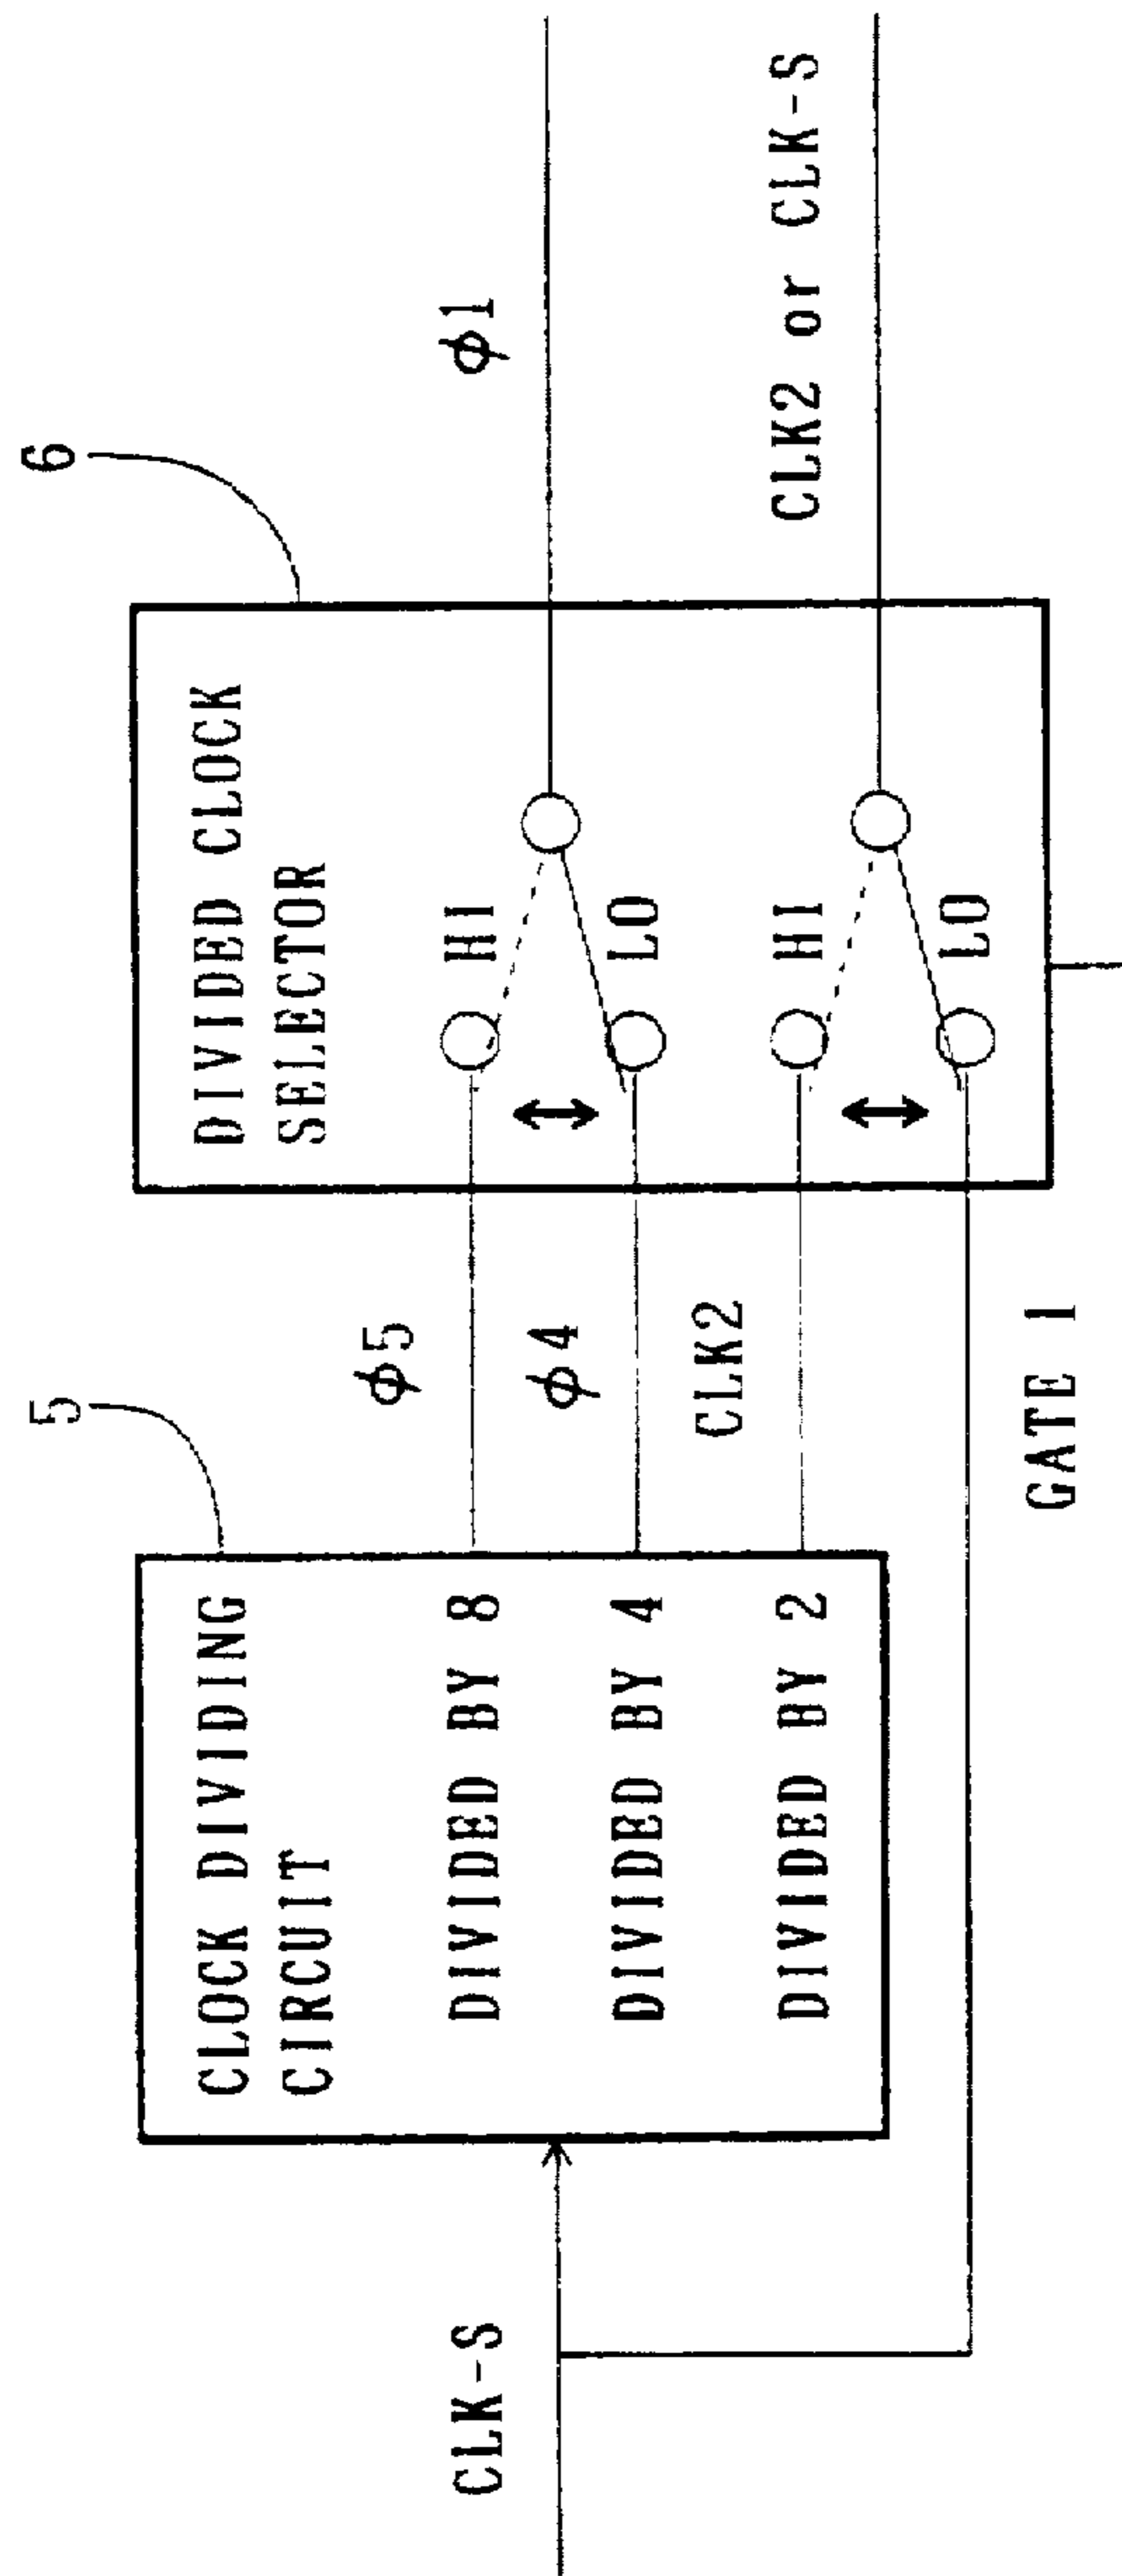 CLK-S
5
CLOCK DIVIDING
CIRCUIT
DIVIDED BY 8
DIVIDED BY 4
DIVIDED BY 2
ϕ5
ϕ4
CLK2
GATE 1
6
DIVIDED CLOCK
SELECTOR
HI
LO
HI
LO
ϕ1
CLK2 or CLK-S